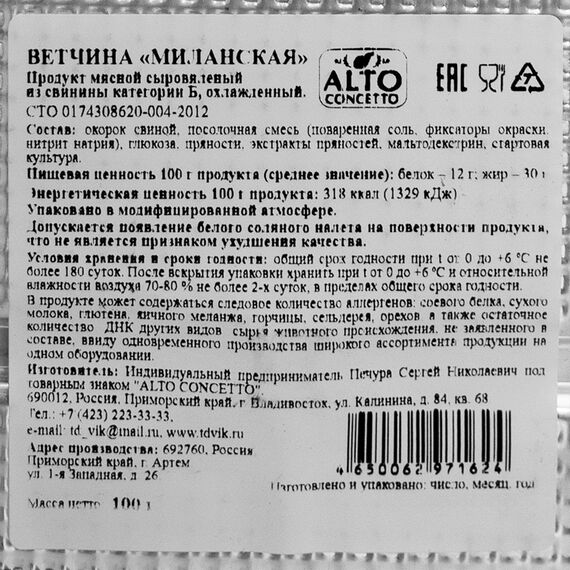 ВЕТЧИНА «МИЛАНСКАЯ»
Продукт мясной сыровяленый
из свинины категории Б, охлажденный.
СТО 0174308620-004-2012
ALTO
CONCETTO
EAC
Состав: окорок свиной, посолочная смесь (поваренная соль, фиксаторы окраски
нитрит натрия), глюкоза, пряности, экстракты пряностей, мальтодекстрин, стартовая
культура.
Пищевая ценность 100 г продукта (среднее значение): белок – 12 г; жир – 30 г
Энергетическая ценность 100 г продукта: 318 ккал (1329 кДж)
Упаковано в модифицированной атмосфере.
Допускается появление белого соляного налета на поверхности продукта,
что не является признаком ухудшения качества.
Условия хранения и сроки годности: общий срок годности при t от 0 до +6 °С не
более 180 суток. После вскрытия упаковки хранить при t от 0 до +6 °С и относительной
влажности воздуха 70-80 % не более 2-х суток, в пределах общего срока годности.
В продукте может содержаться следовое количество аллергенов: соевого белка, сухого
молока, глютена, яичного меланжа, горчицы, сельдерея, орехов а также остаточное
количество ДНК других видов сырья животного происхождения, не заявленного в
составе, ввиду одновременного производства широкого ассортимента продукции на
одном оборудовании.
Изготовитель: Индивидуальный предприниматель Печура Сергей Николаевич под
товарным знаком "ALTO CONCETTO",
690012, Россия, Приморский край, г. Владивосток, ул. Калинина, д. 84, кв. 68
Тел.: +7 (423) 223-33-33,
e-mail: td_vik@mail.ru, www.tdvik.ru
Адрес производства: 692760, Россия
Приморский край, г. Артем
ул. 1-я Западная, д. 26
4 650062 971624
Изготовлено и упаковано: число, месяц, год
Масса нетто 100 г